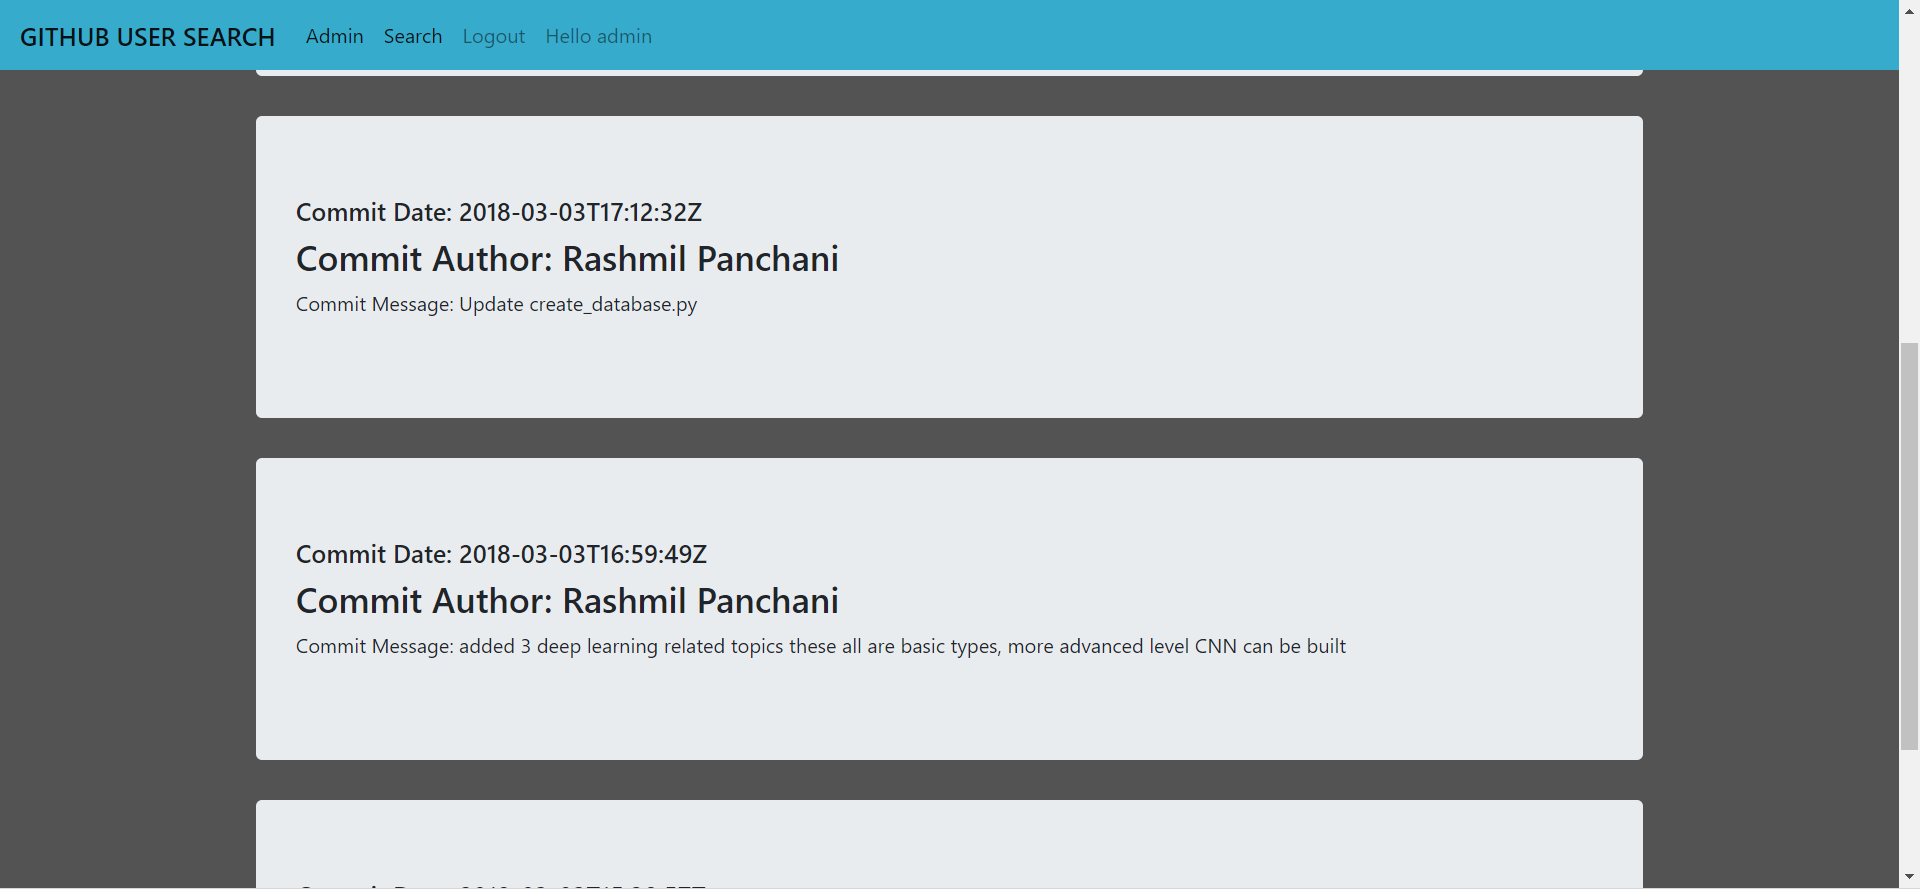 GITHUB USER SEARCH Admin Search Logout Hello admin
Commit Date: 2018-03-03T17:12:32Z
Commit Author: Rashmil Panchani
Commit Message: Update create_database.py
Commit Date: 2018-03-03T16:59:49Z
Commit Author: Rashmil Panchani
Commit Message: added 3 deep learning related topics these all are basic types, more advanced level CNN can be built